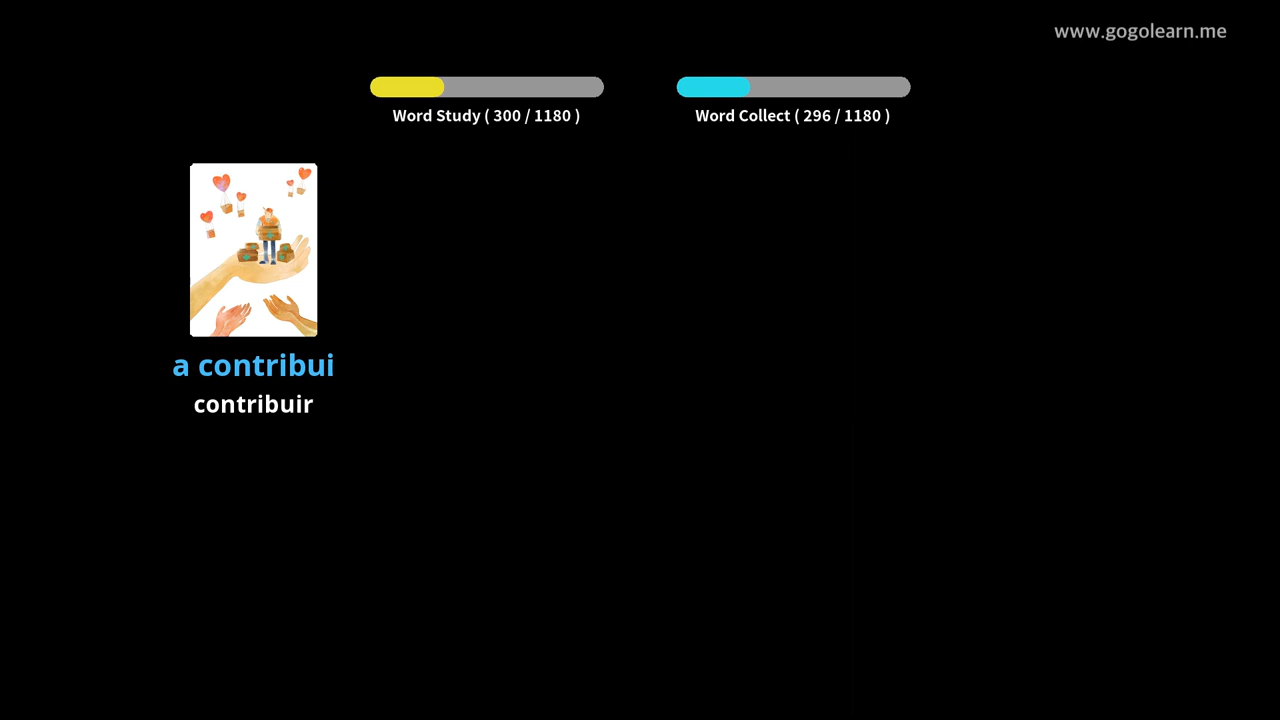 www.gogolearn.me
Word Study ( 300 / 1180 )
Word Collect ( 296 / 1180 )
a contribui
contribuir